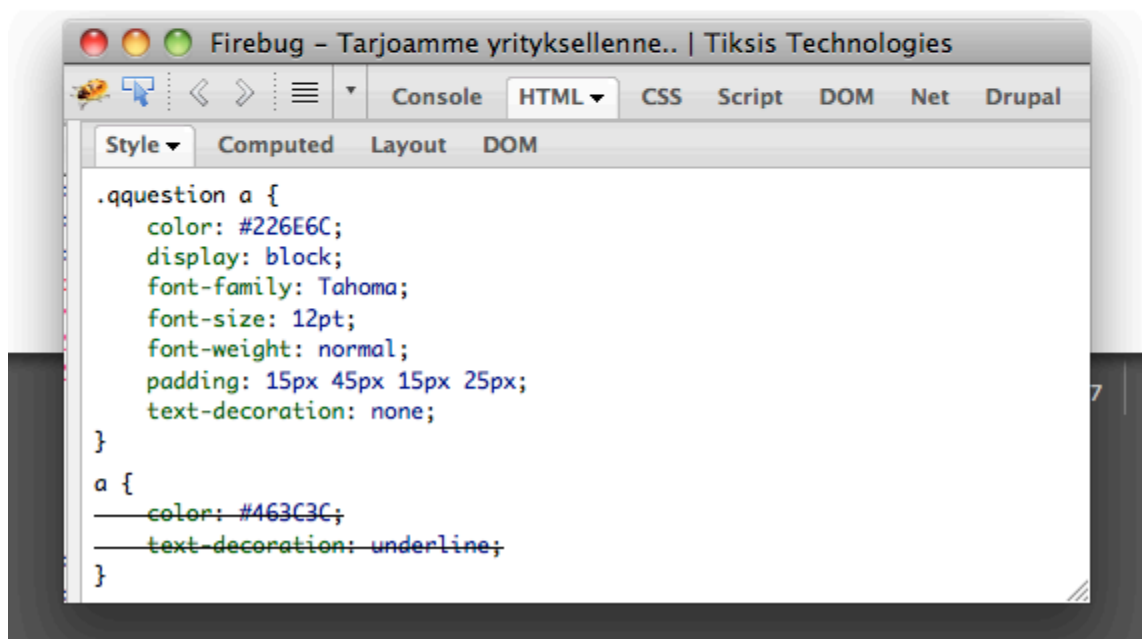 Firebug – Tarjoamme yrityksellenne.. | Tiksis Technologies
Console HTML CSS Script DOM Net Drupal
Style Computed Layout DOM
.qquestion a {
color: #226E6C;
display: block;
font-family: Tahoma;
font-size: 12pt;
font-weight: normal;
padding: 15px 45px 15px 25px;
text-decoration: none;
}
a {
color: #463C3C;
text-decoration: underline;
}
7